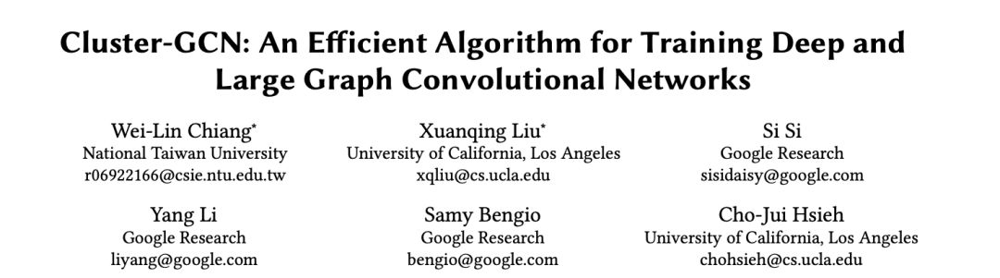 Cluster-GCN: An Efficient Algorithm for Training Deep and
Large Graph Convolutional Networks
Wei-Lin Chiang*
National Taiwan University
r06922166@csie.ntu.edu.tw
Xuanqing Liu*
University of California, Los Angeles
xqliu@cs.ucla.edu
Si Si
Google Research
sisidaisy@google.com
Yang Li
Google Research
liyang@google.com
Samy Bengio
Google Research
bengio@google.com
Cho-Jui Hsieh
University of California, Los Angeles
chohsieh@cs.ucla.edu